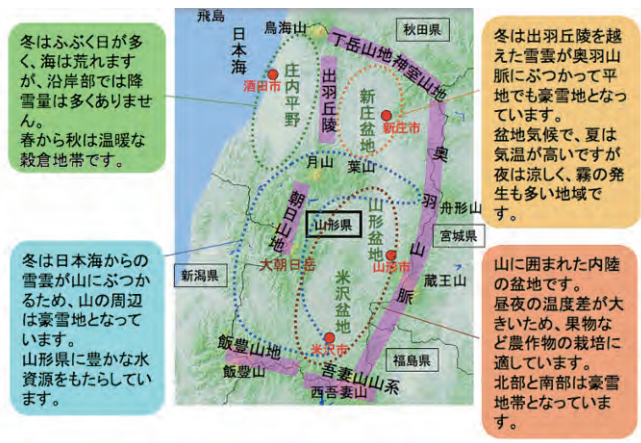 冬はふぶく日が多
く、海は荒れます
が、沿岸部では降
雪量は多くありませ
ん。
春から秋は温暖な
穀倉地帯です。
冬は日本海からの
雪雲が山にぶつか
るため、山の周辺
は豪雪地となって
います。
山形県に豊かな水
資源をもたらしてい
ます。
飛島
日本海
鳥海山
秋田県
丁岳山地
神室山地
酒田市
庄内平野
出羽丘陵
新庄盆地
新庄市
月山
葉山
奥羽山脈
舟形山
朝日山地
山形県
山形盆地
宮城県
大朝日岳
新潟県
山形市
蔵王山
米沢盆地
米沢市
飯豊山地
飯豊山
吾妻山山系
西吾妻山
福島県
冬は出羽丘陵を越
えた雪雲が奥羽山
脈にぶつかって平
地でも豪雪地となっ
ています。
盆地気候で、夏は
気温が高いですが
夜は涼しく、霧の発
生も多い地域で
す。
山に囲まれた内陸
の盆地です。
昼夜の温度差が大
きいため、果物な
ど農作物の栽培に
適しています。
北部と南部は豪雪
地帯となっていま
す。